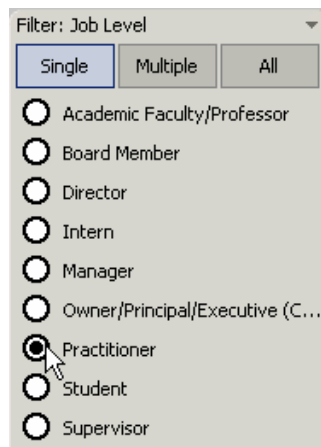 Filter: Job Level
Single Multiple All
Academic Faculty/Professor
Board Member
Director
Intern
Manager
Owner/Principal/Executive (C...
Practitioner
Student
Supervisor